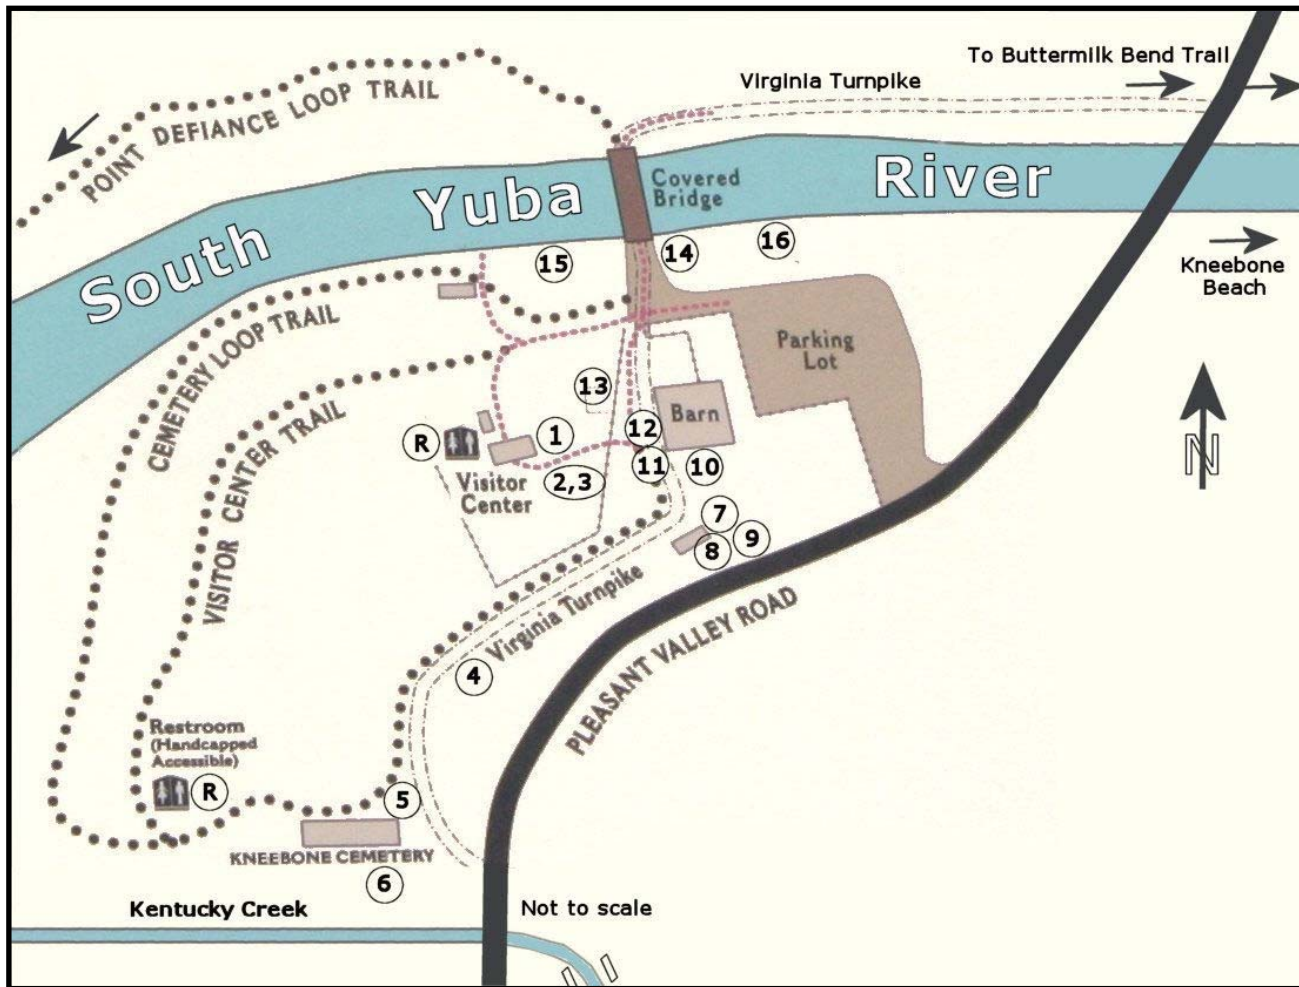 To Buttermilk Bend Trail
Virginia Turnpike
POINT DEFIANCE LOOP TRAIL
South Yuba River
Covered
Bridge
15
14
16
Kneebone
Beach
CEMETERY LOOP TRAIL
VISITOR CENTER TRAIL
Parking
Lot
13
Barn
R
1
12
11
10
2,3
Visitor
Center
N
7
8
9
Virginia Turnpike
4
PLEASANT VALLEY ROAD
Restroom
(Handcapped
Accessible)
R
5
KNEEBONE CEMETERY
6
Kentucky Creek
Not to scale